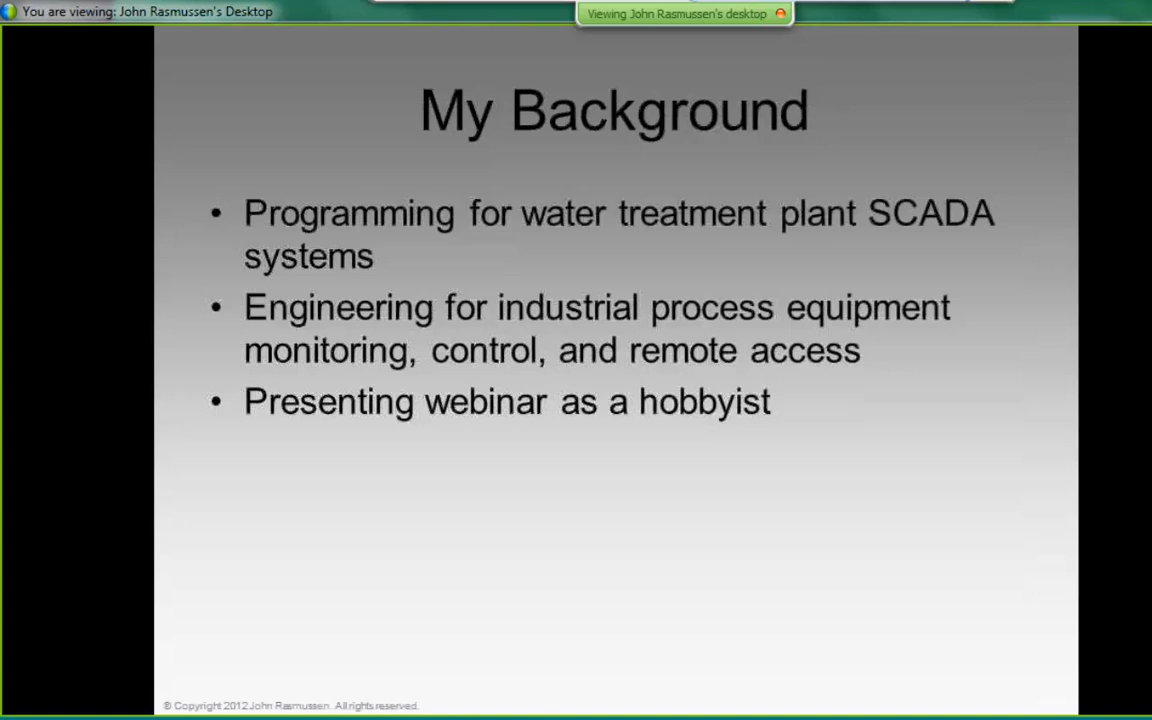 You are viewing: John Rasmussen's Desktop
Viewing John Rasmussen's desktop
My Background
• Programming for water treatment plant SCADA
systems
• Engineering for industrial process equipment
monitoring, control, and remote access
• Presenting webinar as a hobbyist
© Copyright 2012 John Rasmussen. All rights reserved.